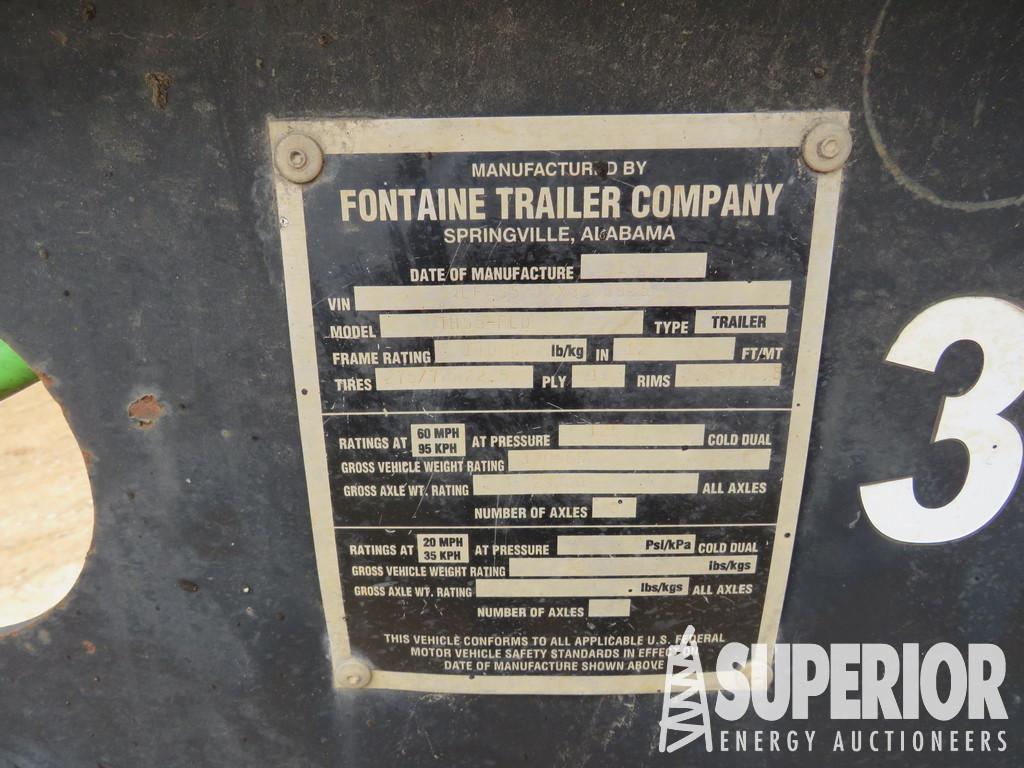 MANUFACTURED BY
FONTAINE TRAILER COMPANY
SPRINGVILLE, ALABAMA
DATE OF MANUFACTURE
VIN
MODEL TYPE TRAILER
FRAME RATING lb/kg IN FT/MT
TIRES PLY RIMS
RATINGS AT 60 MPH 95 KPH AT PRESSURE COLD DUAL
GROSS VEHICLE WEIGHT RATING
GROSS AXLE WT. RATING ALL AXLES
NUMBER OF AXLES
RATINGS AT 20 MPH 35 KPH AT PRESSURE Psl/kPa COLD DUAL
GROSS VEHICLE WEIGHT RATING lbs/kgs
GROSS AXLE WT. RATING lbs/kgs ALL AXLES
NUMBER OF AXLES
THIS VEHICLE CONFORMS TO ALL APPLICABLE U.S. FEDERAL
MOTOR VEHICLE SAFETY STANDARDS IN EFFECT ON
DATE OF MANUFACTURE SHOWN ABOVE
3
SUPERIOR
ENERGY AUCTIONEERS